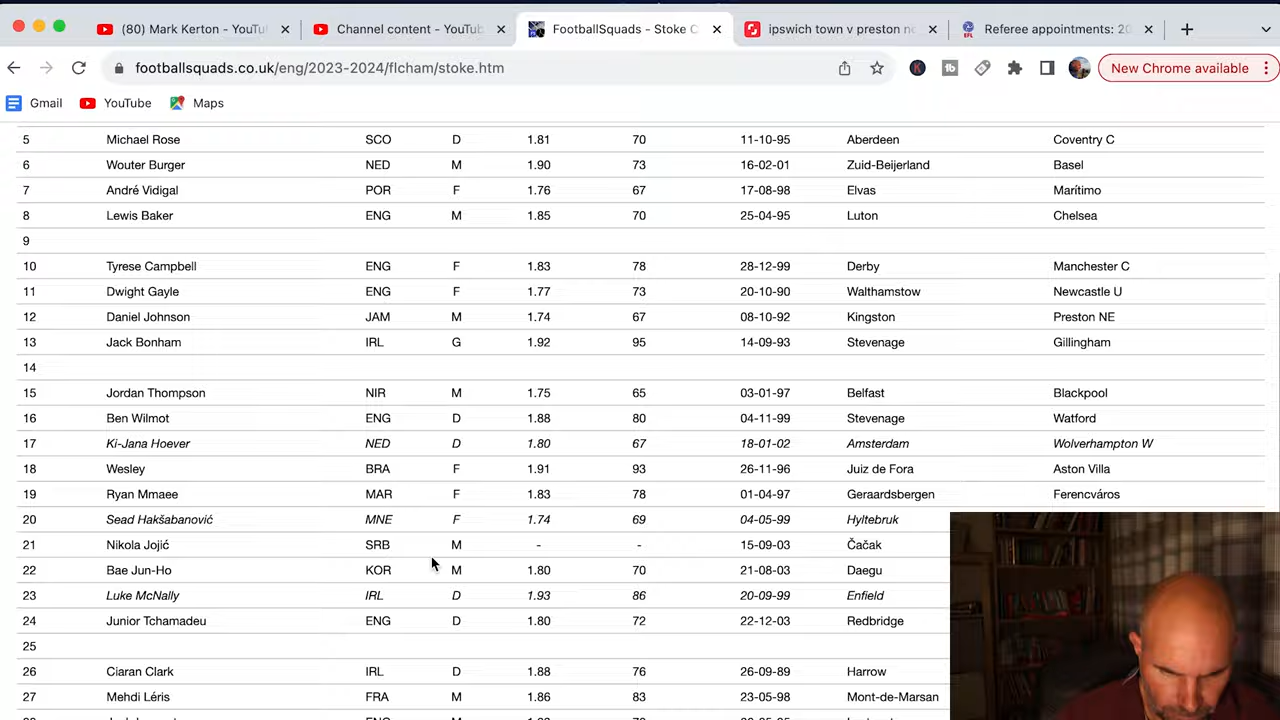 (80) Mark Kerton - YouTu
Channel content - YouTub
FootballSquads - Stoke C
ipswich town v preston no
Referee appointments: 20
footballsquads.co.uk/eng/2023-2024/flcham/stoke.htm
New Chrome available
Gmail YouTube Maps
5 Michael Rose SCO D 1.81 70 11-10-95 Aberdeen Coventry C
6 Wouter Burger NED M 1.90 73 16-02-01 Zuid-Beijerland Basel
7 André Vidigal POR F 1.76 67 17-08-98 Elvas Marítimo
8 Lewis Baker ENG M 1.85 70 25-04-95 Luton Chelsea
9
10 Tyrese Campbell ENG F 1.83 78 28-12-99 Derby Manchester C
11 Dwight Gayle ENG F 1.77 73 20-10-90 Walthamstow Newcastle U
12 Daniel Johnson JAM M 1.74 67 08-10-92 Kingston Preston NE
13 Jack Bonham IRL G 1.92 95 14-09-93 Stevenage Gillingham
14
15 Jordan Thompson NIR M 1.75 65 03-01-97 Belfast Blackpool
16 Ben Wilmot ENG D 1.88 80 04-11-99 Stevenage Watford
17 Ki-Jana Hoever NED D 1.80 67 18-01-02 Amsterdam Wolverhampton W
18 Wesley BRA F 1.91 93 26-11-96 Juiz de Fora Aston Villa
19 Ryan Mmaee MAR F 1.83 78 01-04-97 Geraardsbergen Ferencváros
20 Sead Hakšabanović MNE F 1.74 69 04-05-99 Hyltebruk
21 Nikola Jojić SRB M - - 15-09-03 Čačak
22 Bae Jun-Ho KOR M 1.80 70 21-08-03 Daegu
23 Luke McNally IRL D 1.93 86 20-09-99 Enfield
24 Junior Tchamadeu ENG D 1.80 72 22-12-03 Redbridge
25
26 Ciaran Clark IRL D 1.88 76 26-09-89 Harrow
27 Mehdi Léris FRA M 1.86 83 23-05-98 Mont-de-Marsan